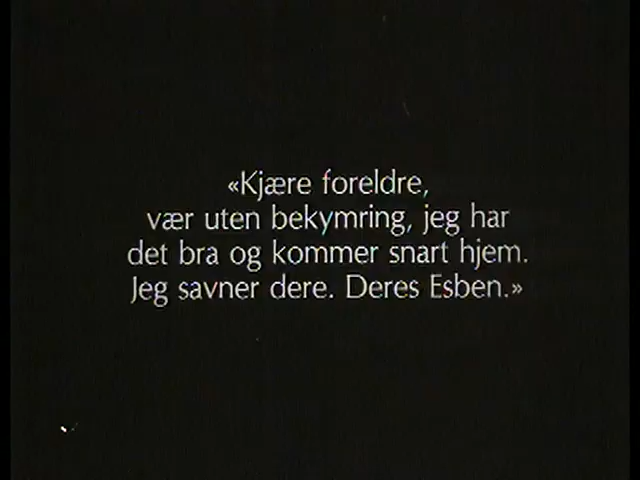 «Kjære foreldre,
vær uten bekymring, jeg har
det bra og kommer snart hjem.
Jeg savner dere. Deres Esben.»